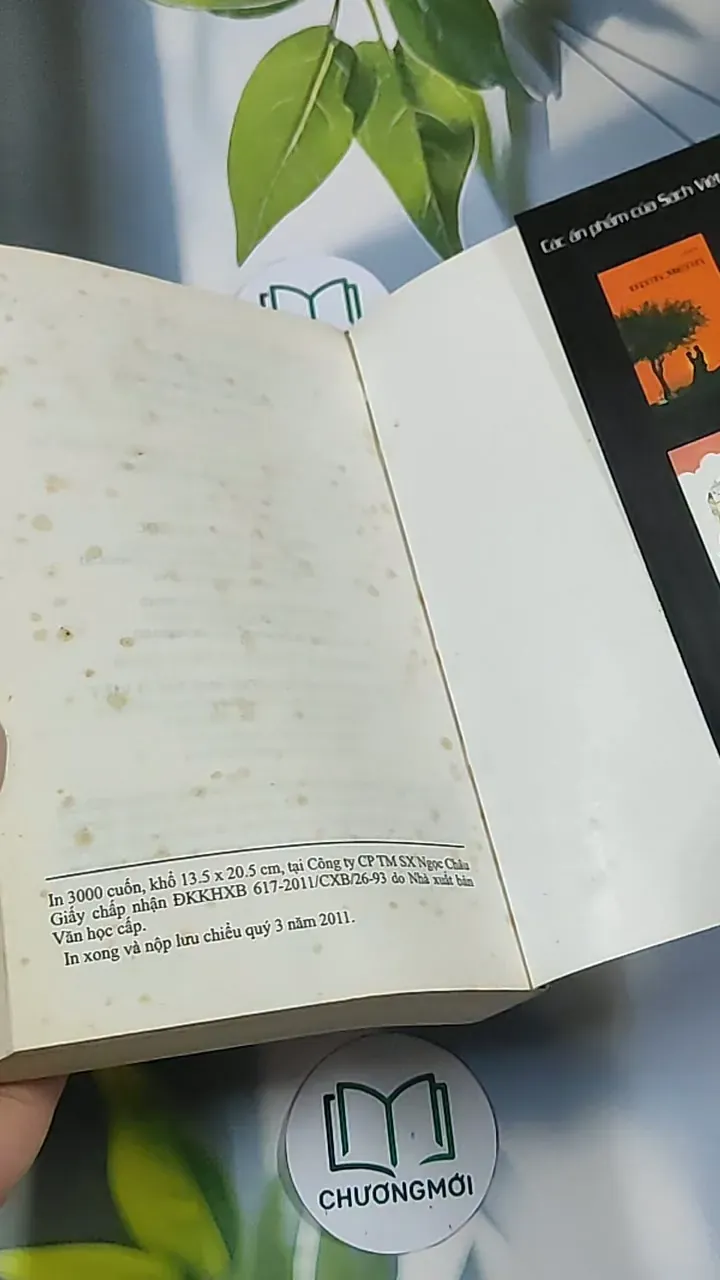 Các ấn phẩm của Sách Việt
In 3000 cuốn, khổ 13.5 x 20.5 cm, tại Công ty CP TM SX Ngọc Châu
Giấy chấp nhận ĐKKHXB 617-2011/CXB/26-93 do Nhà xuất bản
Văn học cấp.
In xong và nộp lưu chiểu quý 3 năm 2011.
CHƯƠNGMỚI